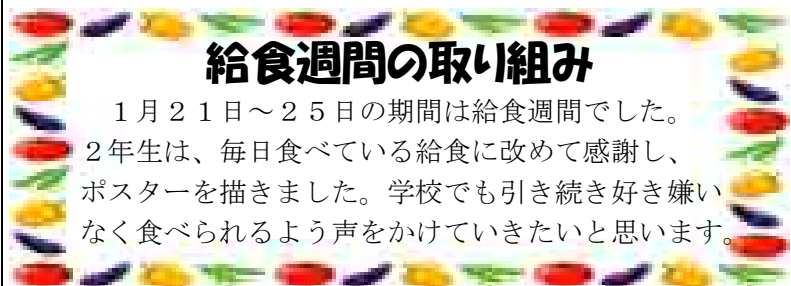 給食週間の取り組み
１月２１日～２５日の期間は給食週間でした。
２年生は、毎日食べている給食に改めて感謝し、
ポスターを描きました。学校でも引き続き好き嫌い
なく食べられるよう声をかけていきたいと思います。